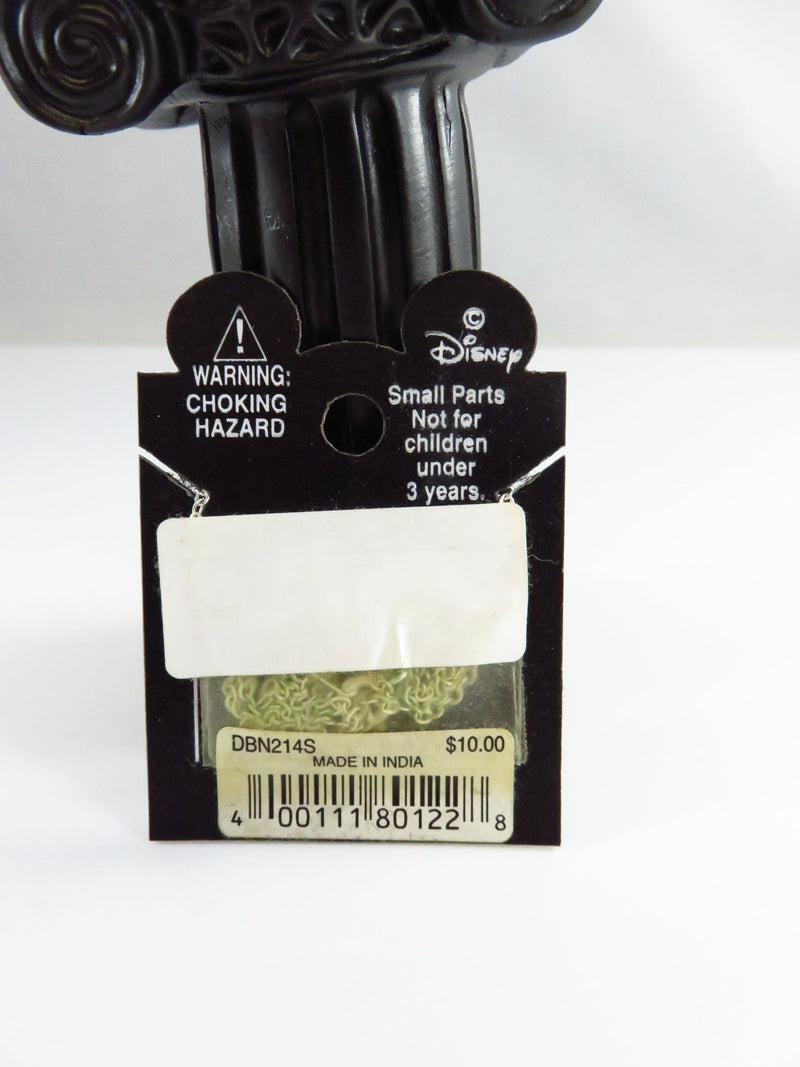 !
WARNING:
CHOKING
HAZARD
©
Disney
Small Parts
Not for
children
under
3 years.
DBN214S $10.00
MADE IN INDIA
4 00111 80122 8